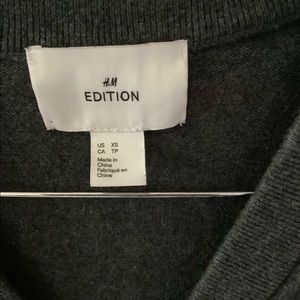 H&M
EDITION
US XS
CA TP
Made in
China
Fabriqué en
Chine